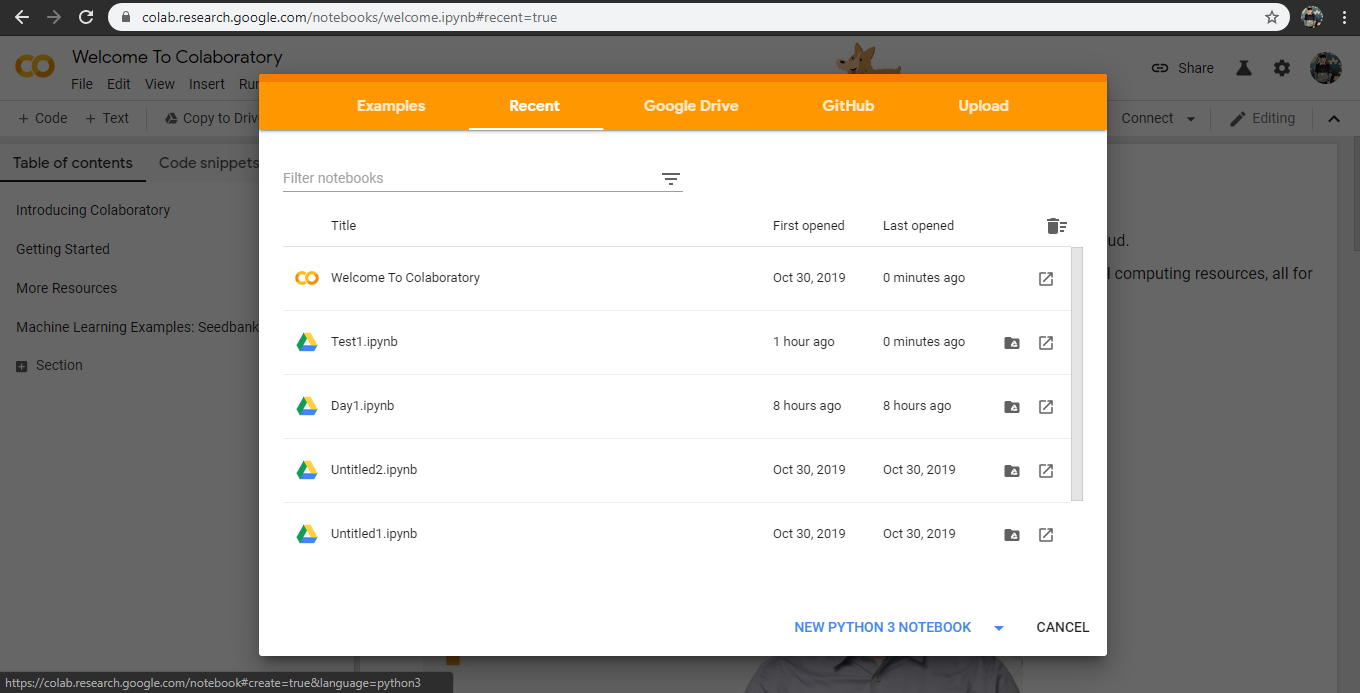 colab.research.google.com/notebooks/welcome.ipynb#recent=true
Welcome To Colaboratory
File Edit View Insert
Share
+ Code + Text Copy to
Connect Editing
Examples Recent Google Drive GitHub Upload
Table of contents Code snippets
Introducing Colaboratory
Getting Started
More Resources
Machine Learning Examples: Seedbank
Section
Filter notebooks
Title First opened Last opened
Welcome To Colaboratory Oct 30, 2019 0 minutes ago
Test1.ipynb 1 hour ago 0 minutes ago
Day1.ipynb 8 hours ago 8 hours ago
Untitled2.ipynb Oct 30, 2019 Oct 30, 2019
Untitled1.ipynb Oct 30, 2019 Oct 30, 2019
NEW PYTHON 3 NOTEBOOK CANCEL
computing resources, all for
https://colab.research.google.com/notebook#create=true&language=python3